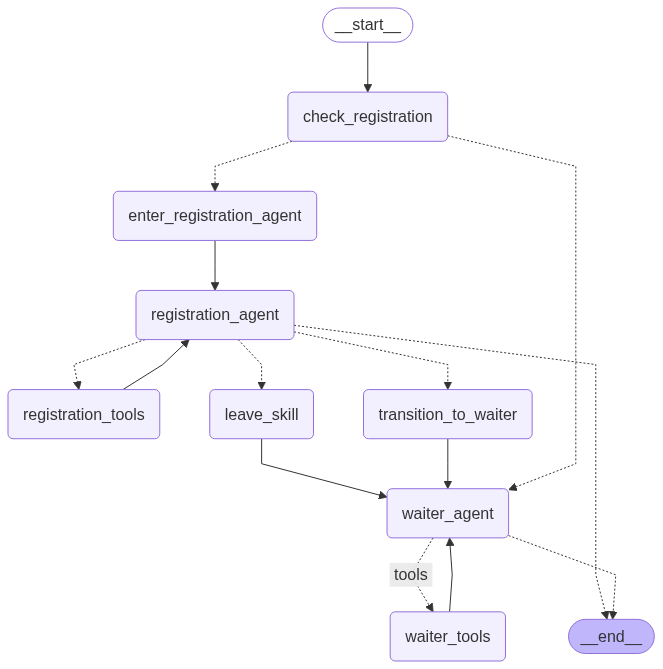 __start__
check_registration
enter_registration_agent
registration_agent
registration_tools
leave_skill
transition_to_waiter
waiter_agent
tools
waiter_tools
__end__